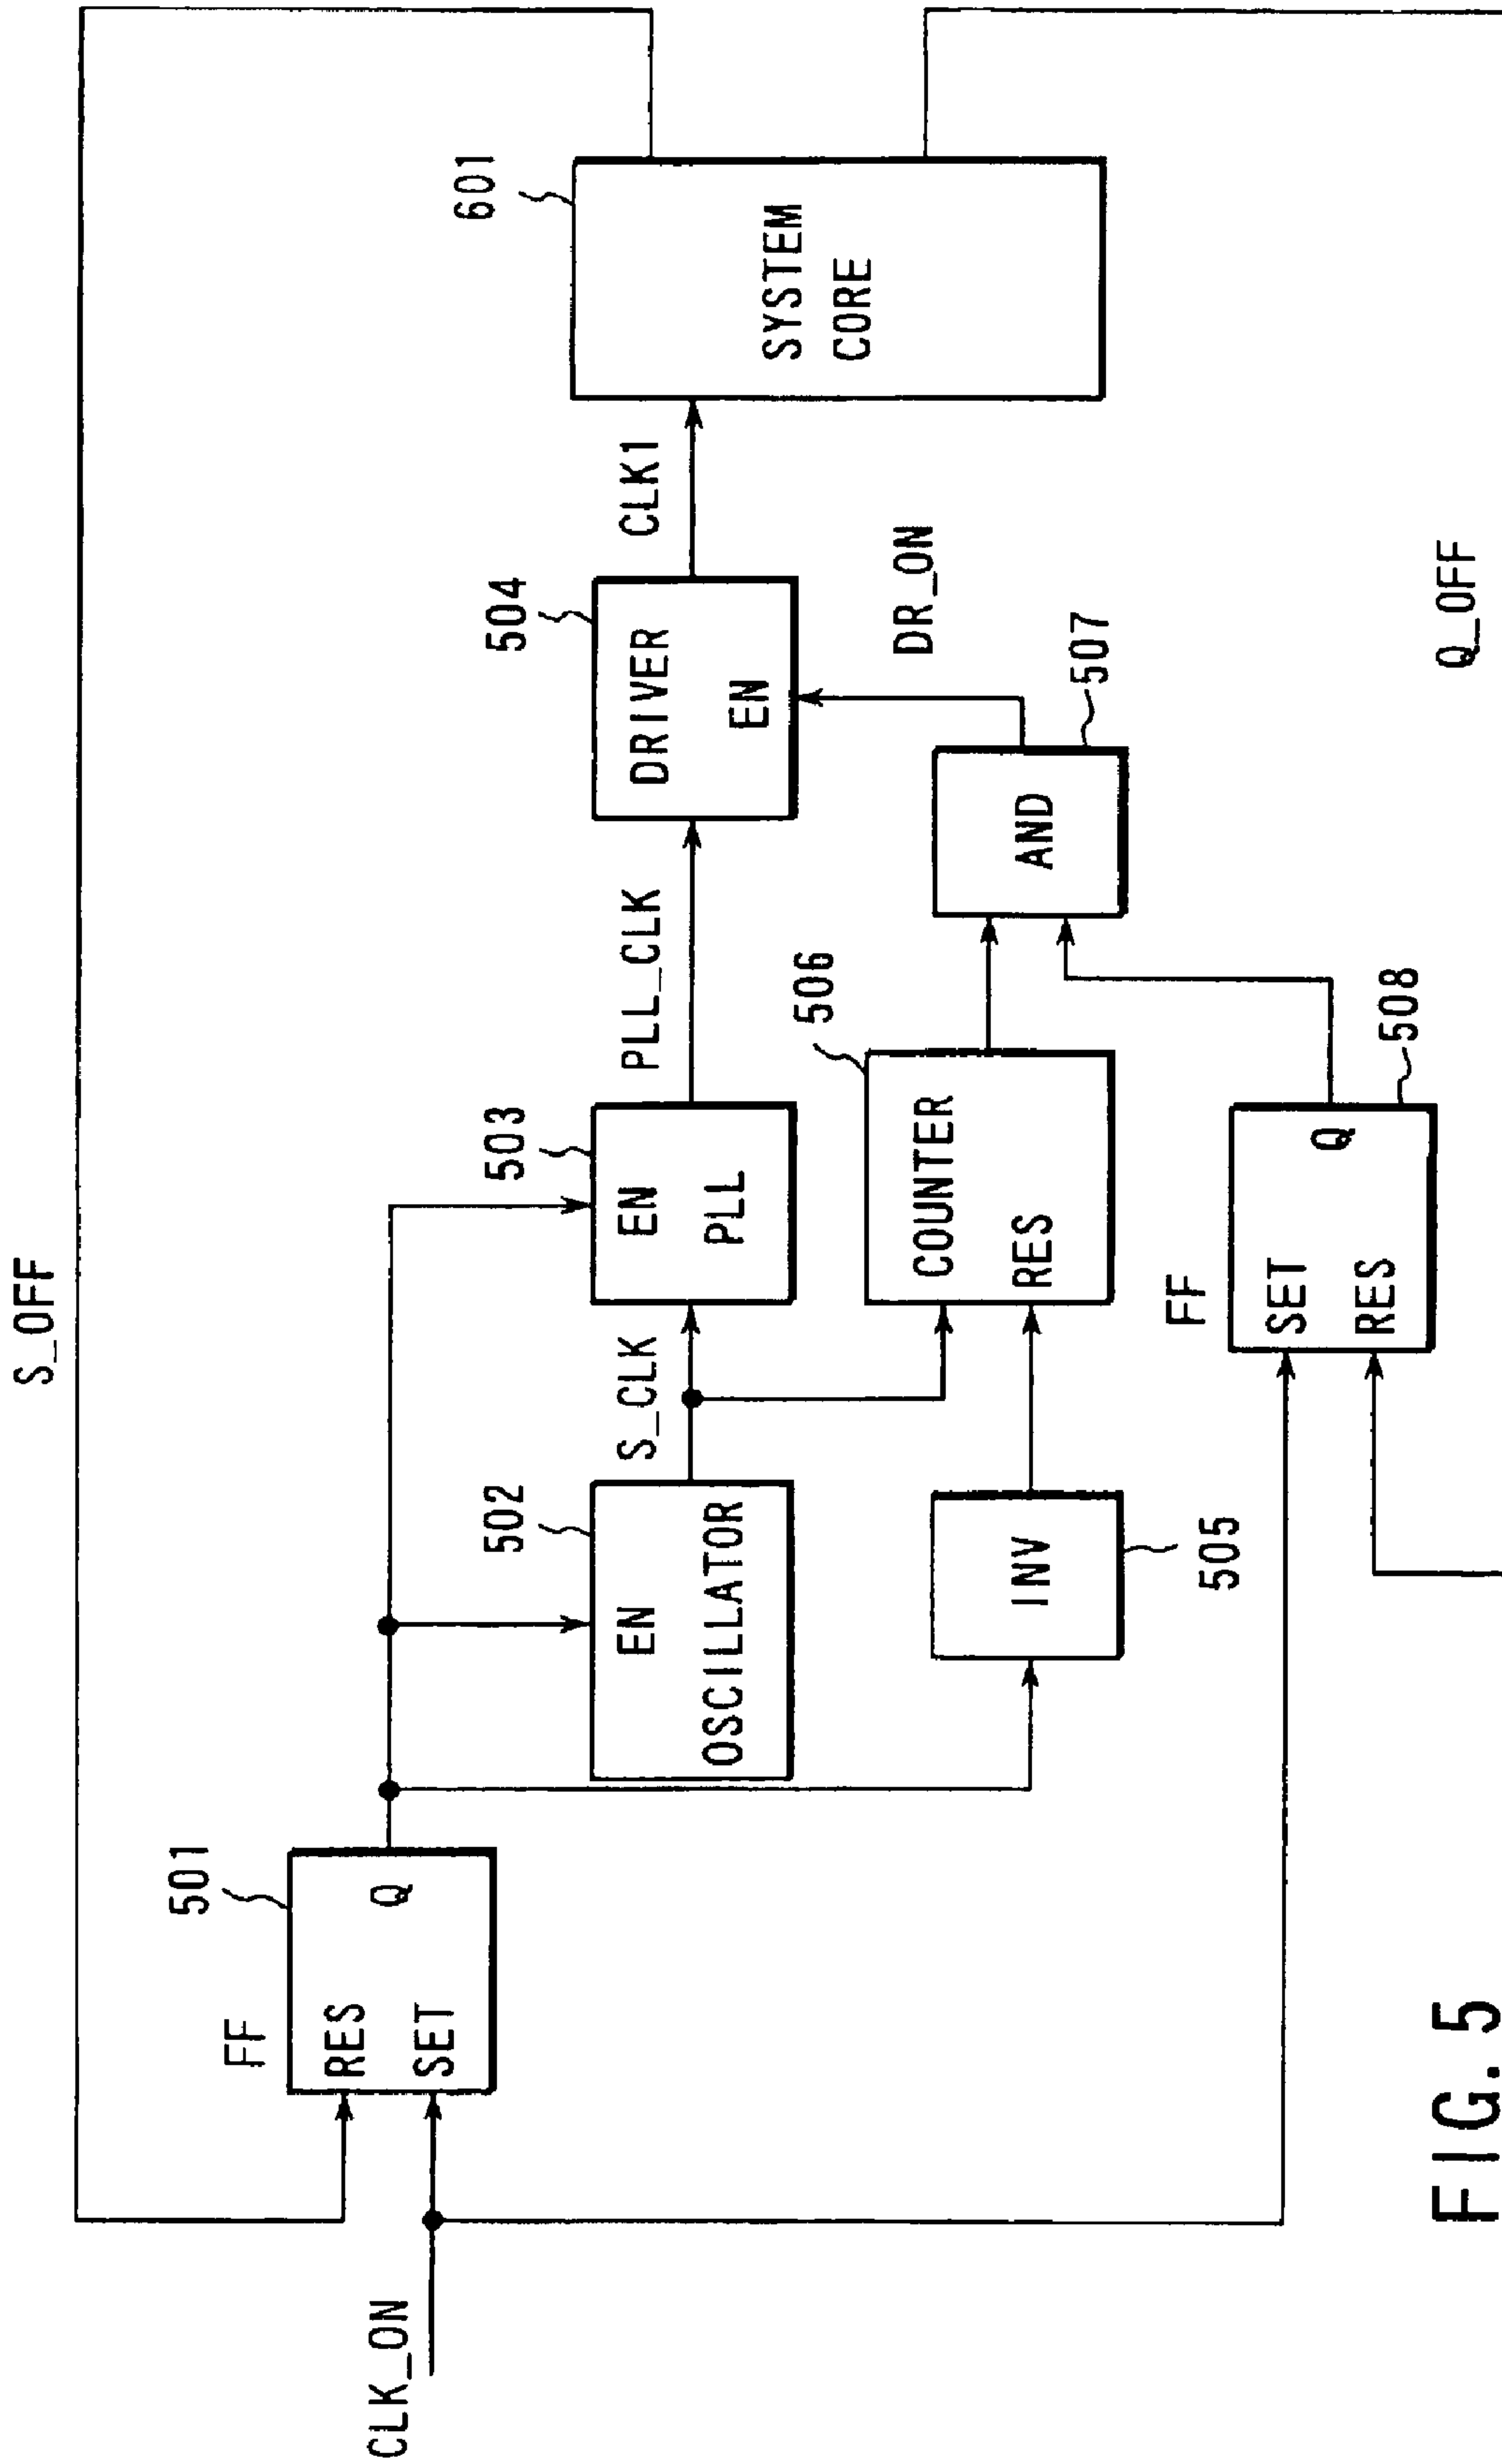 S_OFF
CLK_ON
FF
501
RES
SET
Q
502
EN
OSCILLATOR
S_CLK
503
EN
PLL
PLL_CLK
504
DRIVER
EN
CLK1
601
SYSTEM
CORE
INV
505
506
COUNTER
RES
AND
507
DR_ON
FF
SET
RES
Q
508
Q_OFF
FIG. 5